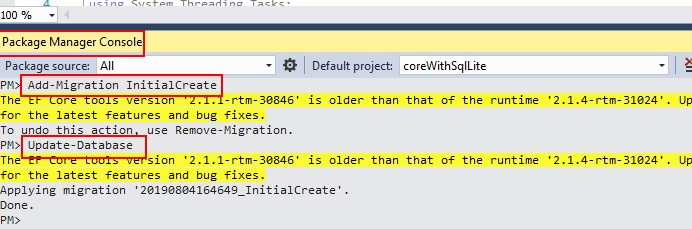 4 using System.Threading.Tasks;
100 %
Package Manager Console
Package source: All Default project: coreWithSqlLite
PM> Add-Migration InitialCreate
The EF Core tools version '2.1.1-rtm-30846' is older than that of the runtime '2.1.4-rtm-31024'. Up
for the latest features and bug fixes.
To undo this action, use Remove-Migration.
PM> Update-Database
The EF Core tools version '2.1.1-rtm-30846' is older than that of the runtime '2.1.4-rtm-31024'. Up
for the latest features and bug fixes.
Applying migration '20190804164649_InitialCreate'.
Done.
PM>